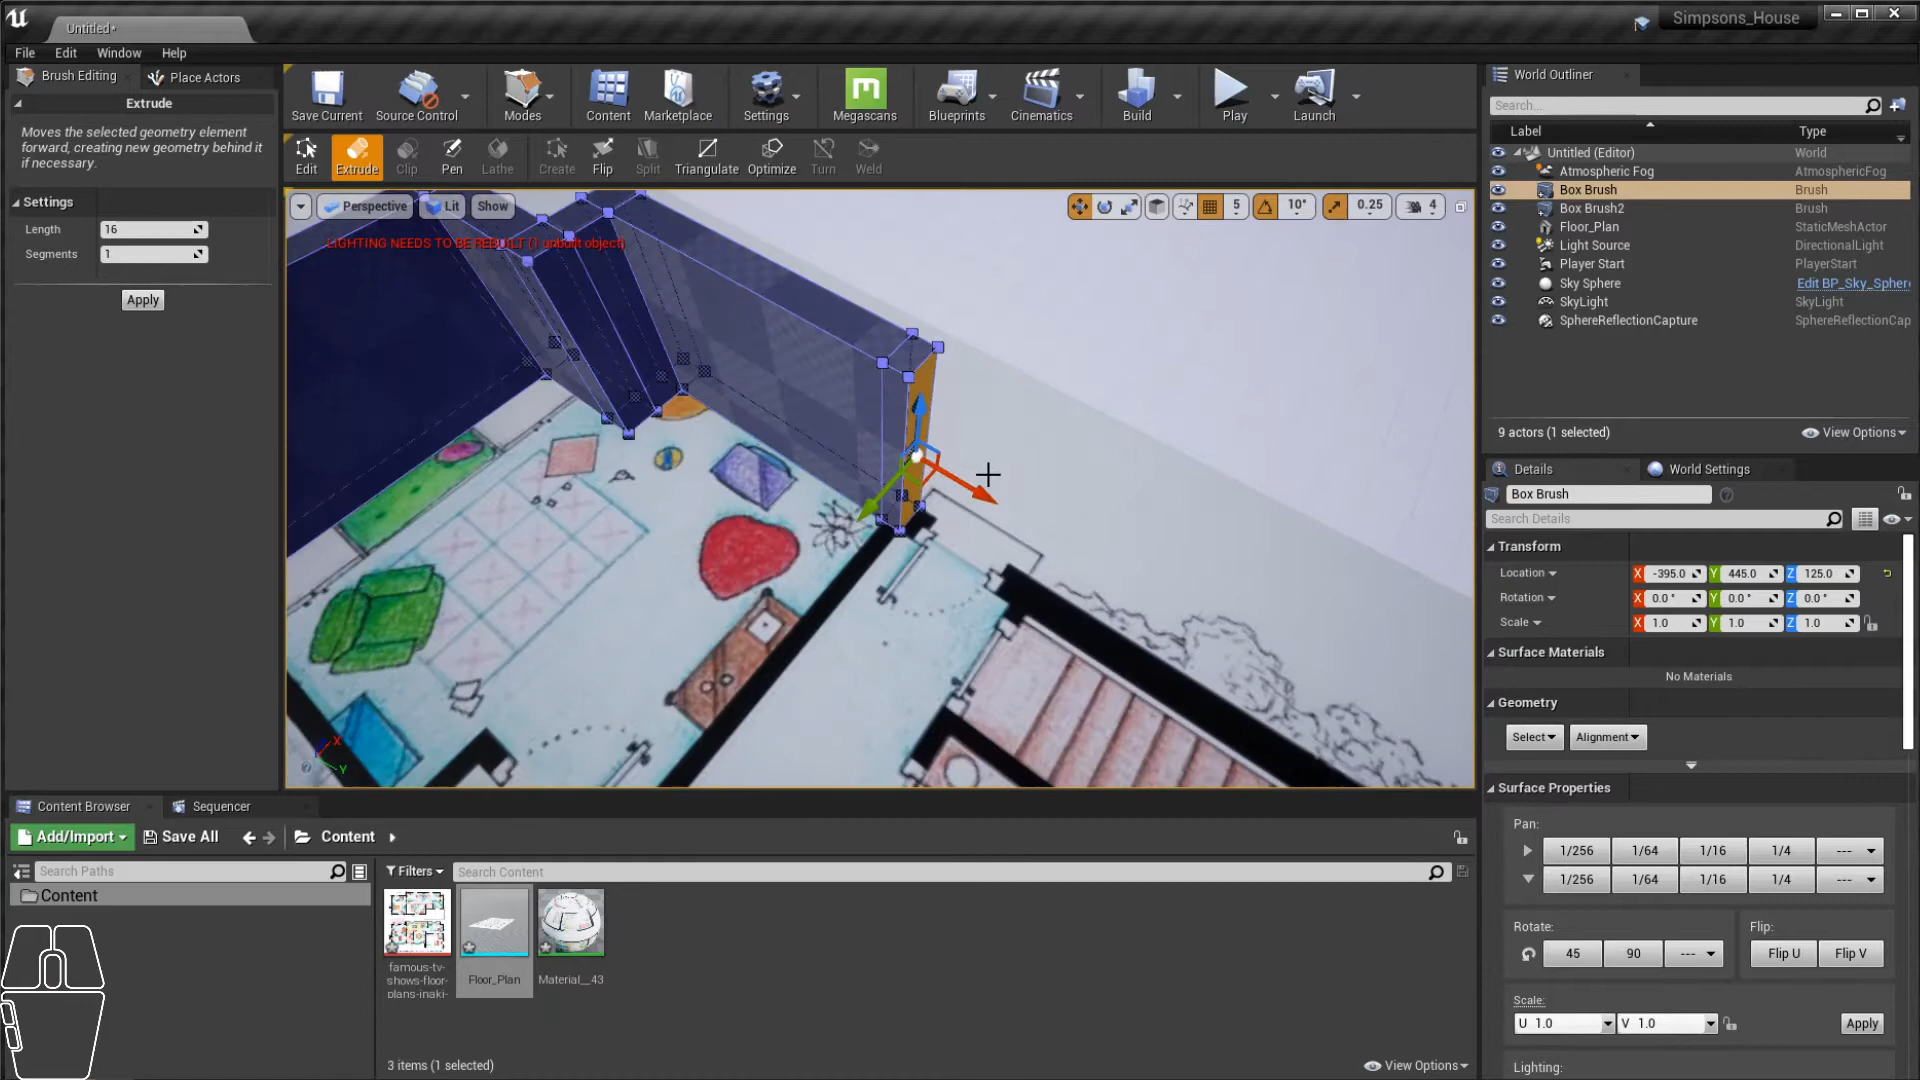 Untitled*
Simpsons_House
File Edit Window Help
Brush Editing
Place Actors
Extrude
Moves the selected geometry element
forward, creating new geometry behind it
if necessary.
Settings
Length 16
Segments 1
Apply
Save Current
Source Control
Modes
Content
Marketplace
Settings
Megascans
Blueprints
Cinematics
Build
Play
Launch
Edit
Extrude
Clip
Pen
Lathe
Create
Flip
Split
Triangulate
Optimize
Turn
Weld
Perspective
Lit
Show
5
10°
0.25
4
LIGHTING NEEDS TO BE REBUILT (1 unbuilt object)
X
Y
World Outliner
Search...
Label Type
Untitled (Editor) World
Atmospheric Fog AtmosphericFog
Box Brush Brush
Box Brush2 Brush
Floor_Plan StaticMeshActor
Light Source DirectionalLight
Player Start PlayerStart
Sky Sphere Edit BP_Sky_Spher
SkyLight SkyLight
SphereReflectionCapture SphereReflectionCap
9 actors (1 selected)
View Options
Details
World Settings
Box Brush
Search Details
Transform
Location X -395.0 Y 445.0 Z 125.0
Rotation X 0.0° Y 0.0° Z 0.0°
Scale X 1.0 Y 1.0 Z 1.0
Surface Materials
No Materials
Geometry
Select
Alignment
Surface Properties
Pan:
1/256 1/64 1/16 1/4 ---
1/256 1/64 1/16 1/4 ---
Rotate: Flip:
45 90 --- Flip U Flip V
Scale:
U 1.0 V 1.0 Apply
Lighting:
Content Browser
Sequencer
Add/Import
Save All
Content
Search Paths
Content
Filters
Search Content
famous-tv-
shows-floor-
plans-inaki-
Floor_Plan
Material__43
3 items (1 selected)
View Options